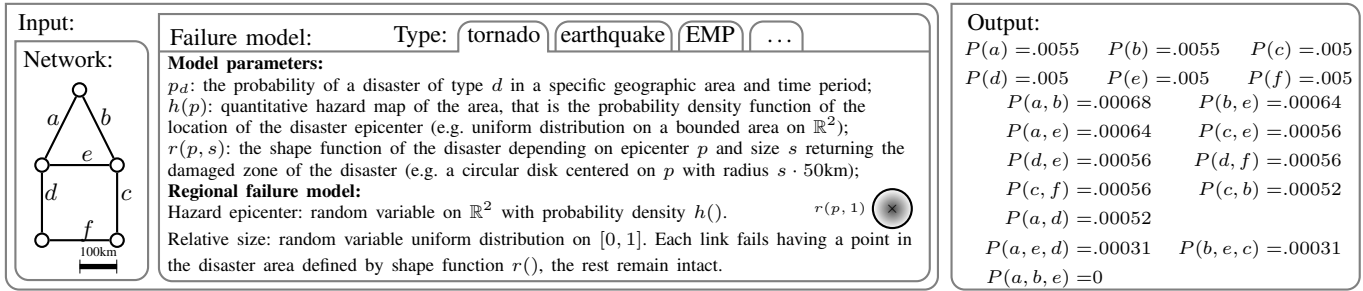 Input:
Network:
a
b
e
d
c
f
100km
Failure model:
Type: tornado earthquake EMP ...
Model parameters:
p_d: the probability of a disaster of type d in a specific geographic area and time period;
h(p): quantitative hazard map of the area, that is the probability density function of the
location of the disaster epicenter (e.g. uniform distribution on a bounded area on ℝ²);
r(p, s): the shape function of the disaster depending on epicenter p and size s returning the
damaged zone of the disaster (e.g. a circular disk centered on p with radius s · 50km);
Regional failure model:
Hazard epicenter: random variable on ℝ² with probability density h().
r(p, 1)
Relative size: random variable uniform distribution on [0, 1]. Each link fails having a point in
the disaster area defined by shape function r(), the rest remain intact.
Output:
P(a) =.0055 P(b) =.0055 P(c) =.005
P(d) =.005 P(e) =.005 P(f) =.005
P(a, b) =.00068 P(b, e) =.00064
P(a, e) =.00064 P(c, e) =.00056
P(d, e) =.00056 P(d, f) =.00056
P(c, f) =.00056 P(c, b) =.00052
P(a, d) =.00052
P(a, e, d) =.00031 P(b, e, c) =.00031
P(a, b, e) =0